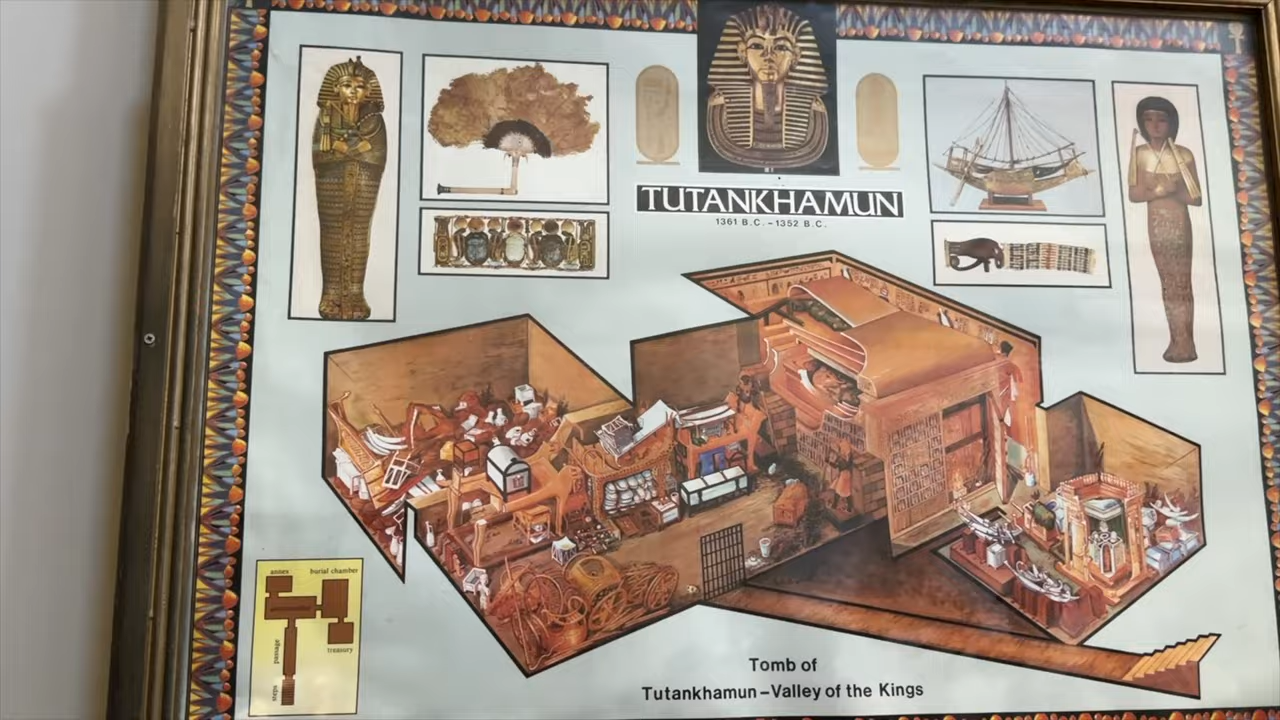 TUTANKHAMUN
1361 B.C. – 1352 B.C.
annex
burial chamber
passage
treasury
steps
Tomb of
Tutankhamun – Valley of the Kings